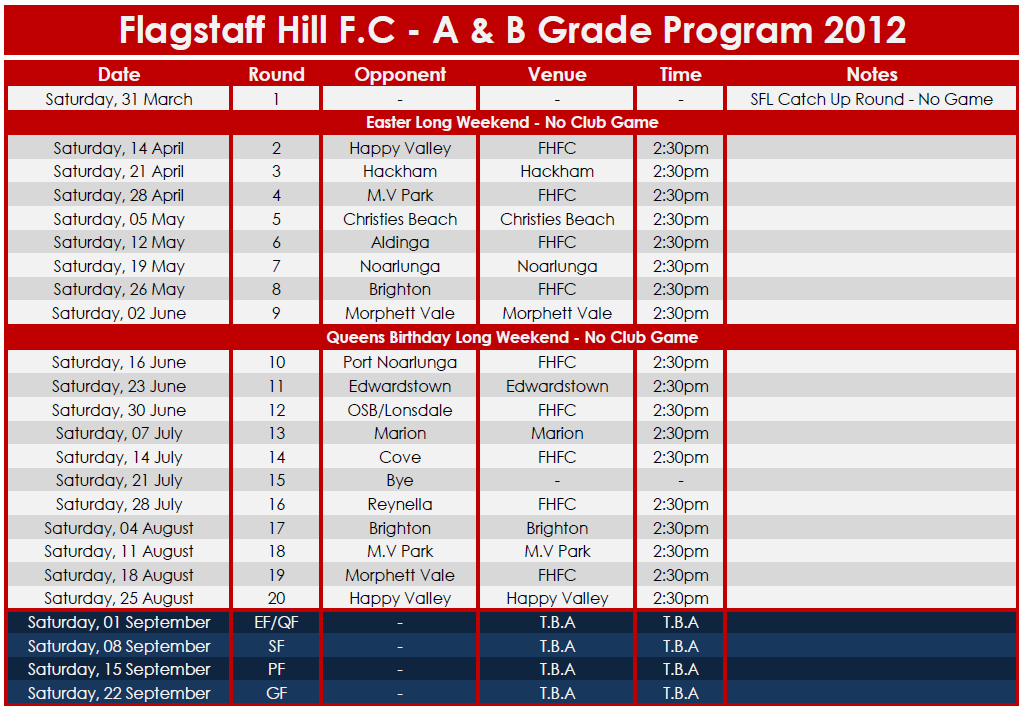 Flagstaff Hill F.C - A & B Grade Program 2012
Date Round Opponent Venue Time Notes
Saturday, 31 March 1 - - - SFL Catch Up Round - No Game
Easter Long Weekend - No Club Game
Saturday, 14 April 2 Happy Valley FHFC 2:30pm
Saturday, 21 April 3 Hackham Hackham 2:30pm
Saturday, 28 April 4 M.V Park FHFC 2:30pm
Saturday, 05 May 5 Christies Beach Christies Beach 2:30pm
Saturday, 12 May 6 Aldinga FHFC 2:30pm
Saturday, 19 May 7 Noarlunga Noarlunga 2:30pm
Saturday, 26 May 8 Brighton FHFC 2:30pm
Saturday, 02 June 9 Morphett Vale Morphett Vale 2:30pm
Queens Birthday Long Weekend - No Club Game
Saturday, 16 June 10 Port Noarlunga FHFC 2:30pm
Saturday, 23 June 11 Edwardstown Edwardstown 2:30pm
Saturday, 30 June 12 OSB/Lonsdale FHFC 2:30pm
Saturday, 07 July 13 Marion Marion 2:30pm
Saturday, 14 July 14 Cove FHFC 2:30pm
Saturday, 21 July 15 Bye - -
Saturday, 28 July 16 Reynella FHFC 2:30pm
Saturday, 04 August 17 Brighton Brighton 2:30pm
Saturday, 11 August 18 M.V Park M.V Park 2:30pm
Saturday, 18 August 19 Morphett Vale FHFC 2:30pm
Saturday, 25 August 20 Happy Valley Happy Valley 2:30pm
Saturday, 01 September EF/QF - T.B.A T.B.A
Saturday, 08 September SF - T.B.A T.B.A
Saturday, 15 September PF - T.B.A T.B.A
Saturday, 22 September GF - T.B.A T.B.A